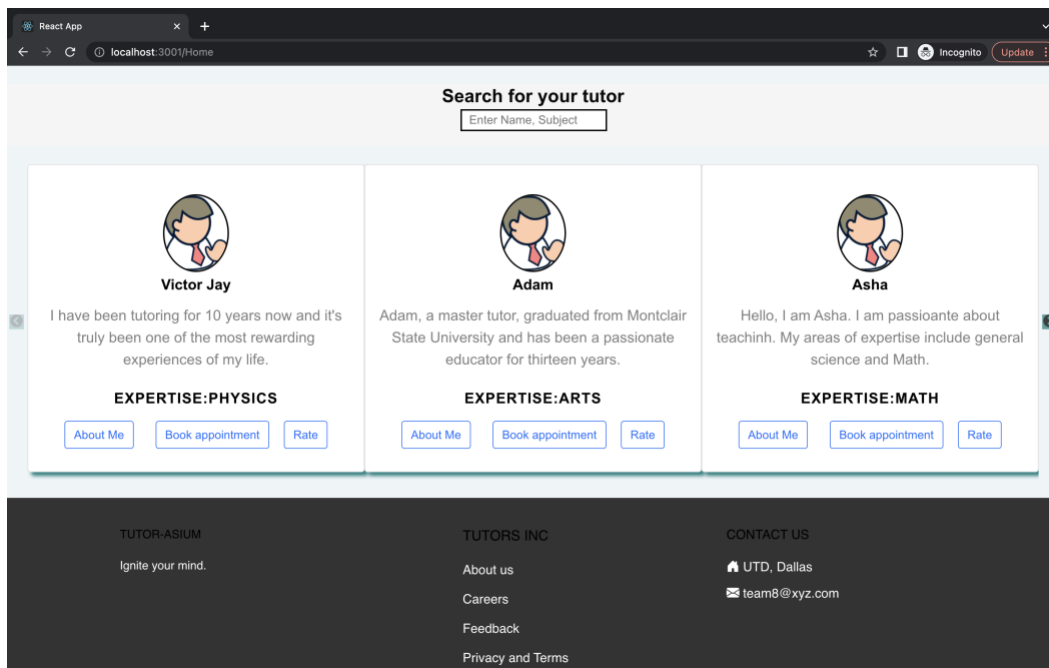 React App
localhost:3001/Home
Incognito
Update
Search for your tutor
Enter Name, Subject
Victor Jay
I have been tutoring for 10 years now and it's
truly been one of the most rewarding
experiences of my life.
EXPERTISE:PHYSICS
About Me
Book appointment
Rate
Adam
Adam, a master tutor, graduated from Montclair
State University and has been a passionate
educator for thirteen years.
EXPERTISE:ARTS
About Me
Book appointment
Rate
Asha
Hello, I am Asha. I am passioante about
teachinh. My areas of expertise include general
science and Math.
EXPERTISE:MATH
About Me
Book appointment
Rate
TUTOR-ASIUM
Ignite your mind.
TUTORS INC
About us
Careers
Feedback
Privacy and Terms
CONTACT US
UTD, Dallas
team8@xyz.com